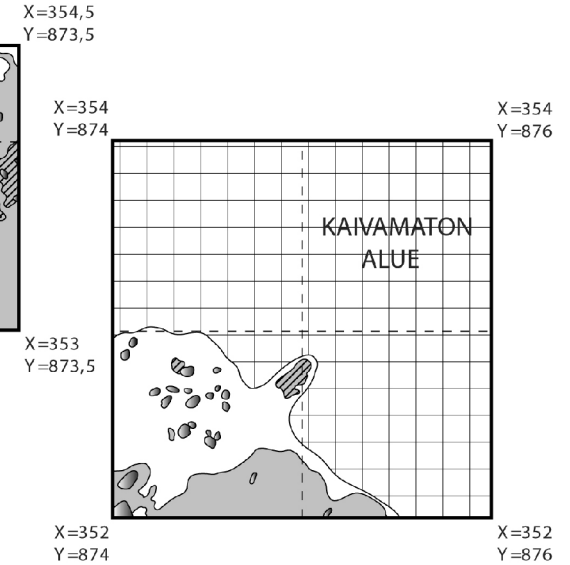 X=354,5
Y=873,5
X=354
Y=874
X=354
Y=876
KAIVAMATON
ALUE
X=353
Y=873,5
X=352
Y=874
X=352
Y=876